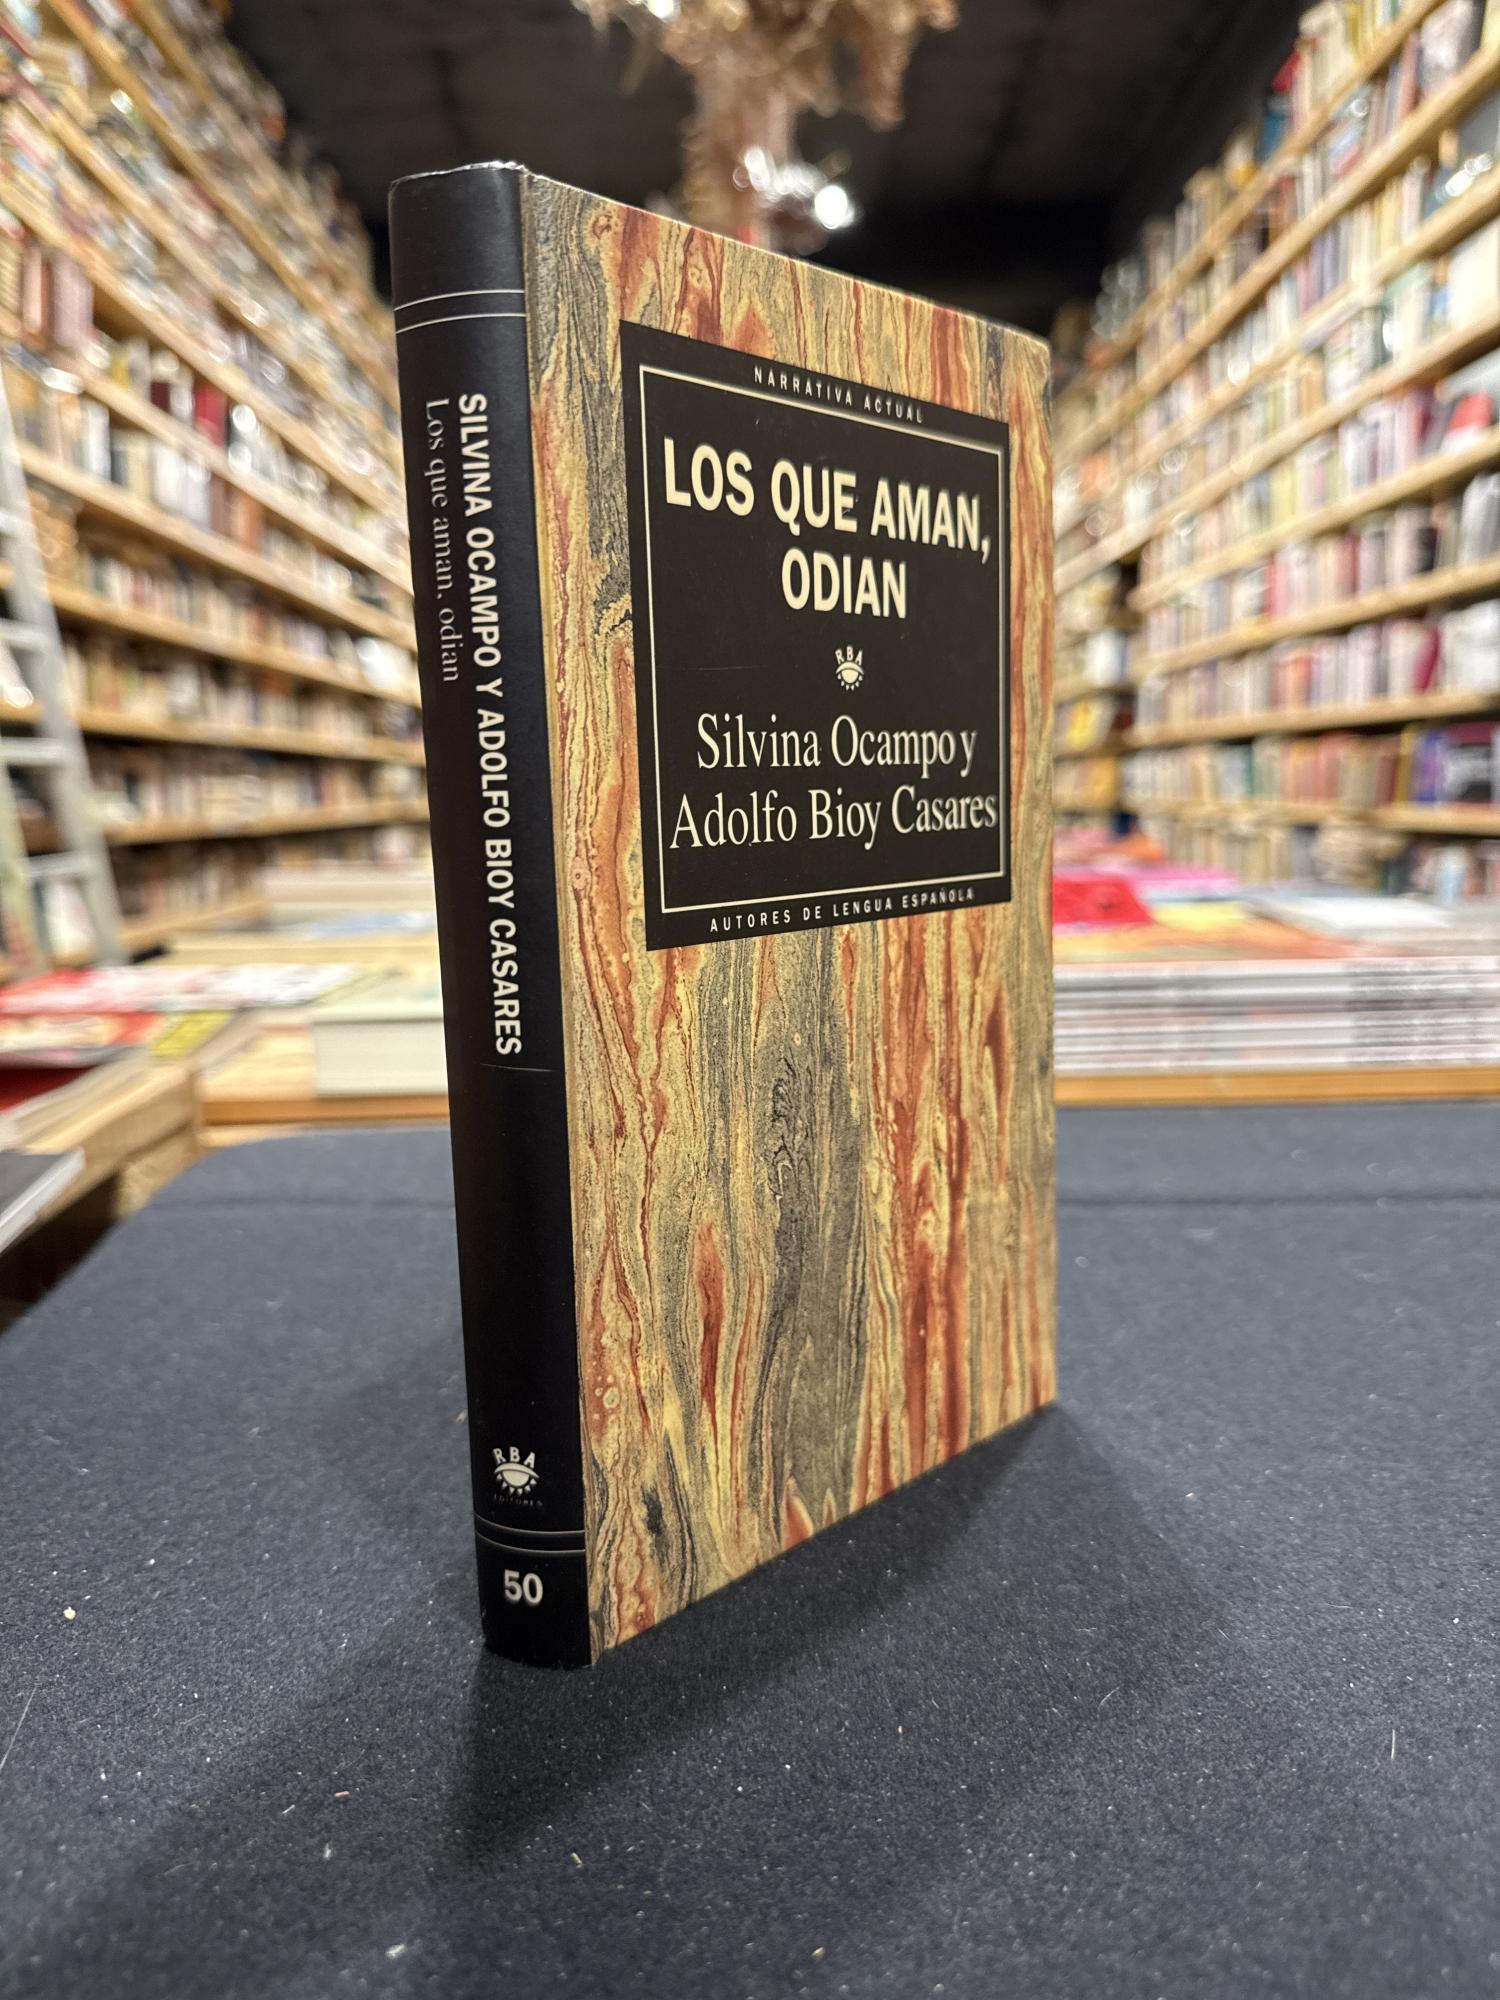 SILVINA OCAMPO Y ADOLFO BIOY CASARES
Los que aman, odian
RBA
EDITORES
50
NARRATIVA ACTUAL
LOS QUE AMAN,
ODIAN
RBA
Silvina Ocampo y
Adolfo Bioy Casares
AUTORES DE LENGUA ESPAÑOLA